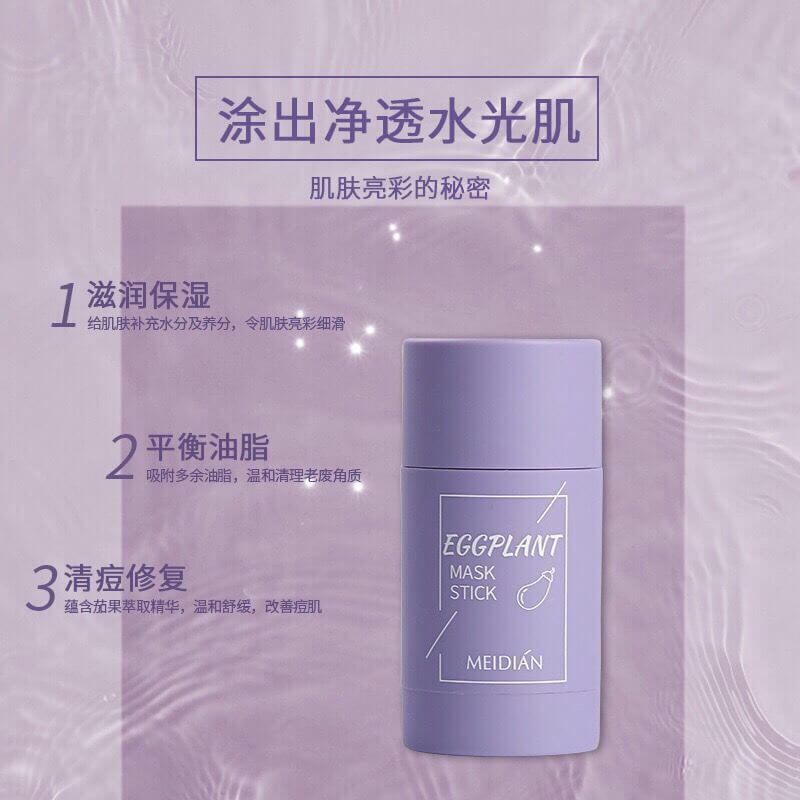 涂出净透水光肌
肌肤亮彩的秘密
1 滋润保湿
给肌肤补充水分及养分，令肌肤亮彩细滑
2 平衡油脂
吸附多余油脂，温和清理老废角质
3 清痘修复
蕴含茄果萃取精华，温和舒缓，改善痘肌
EGGPLANT
MASK
STICK
MEIDIÁN